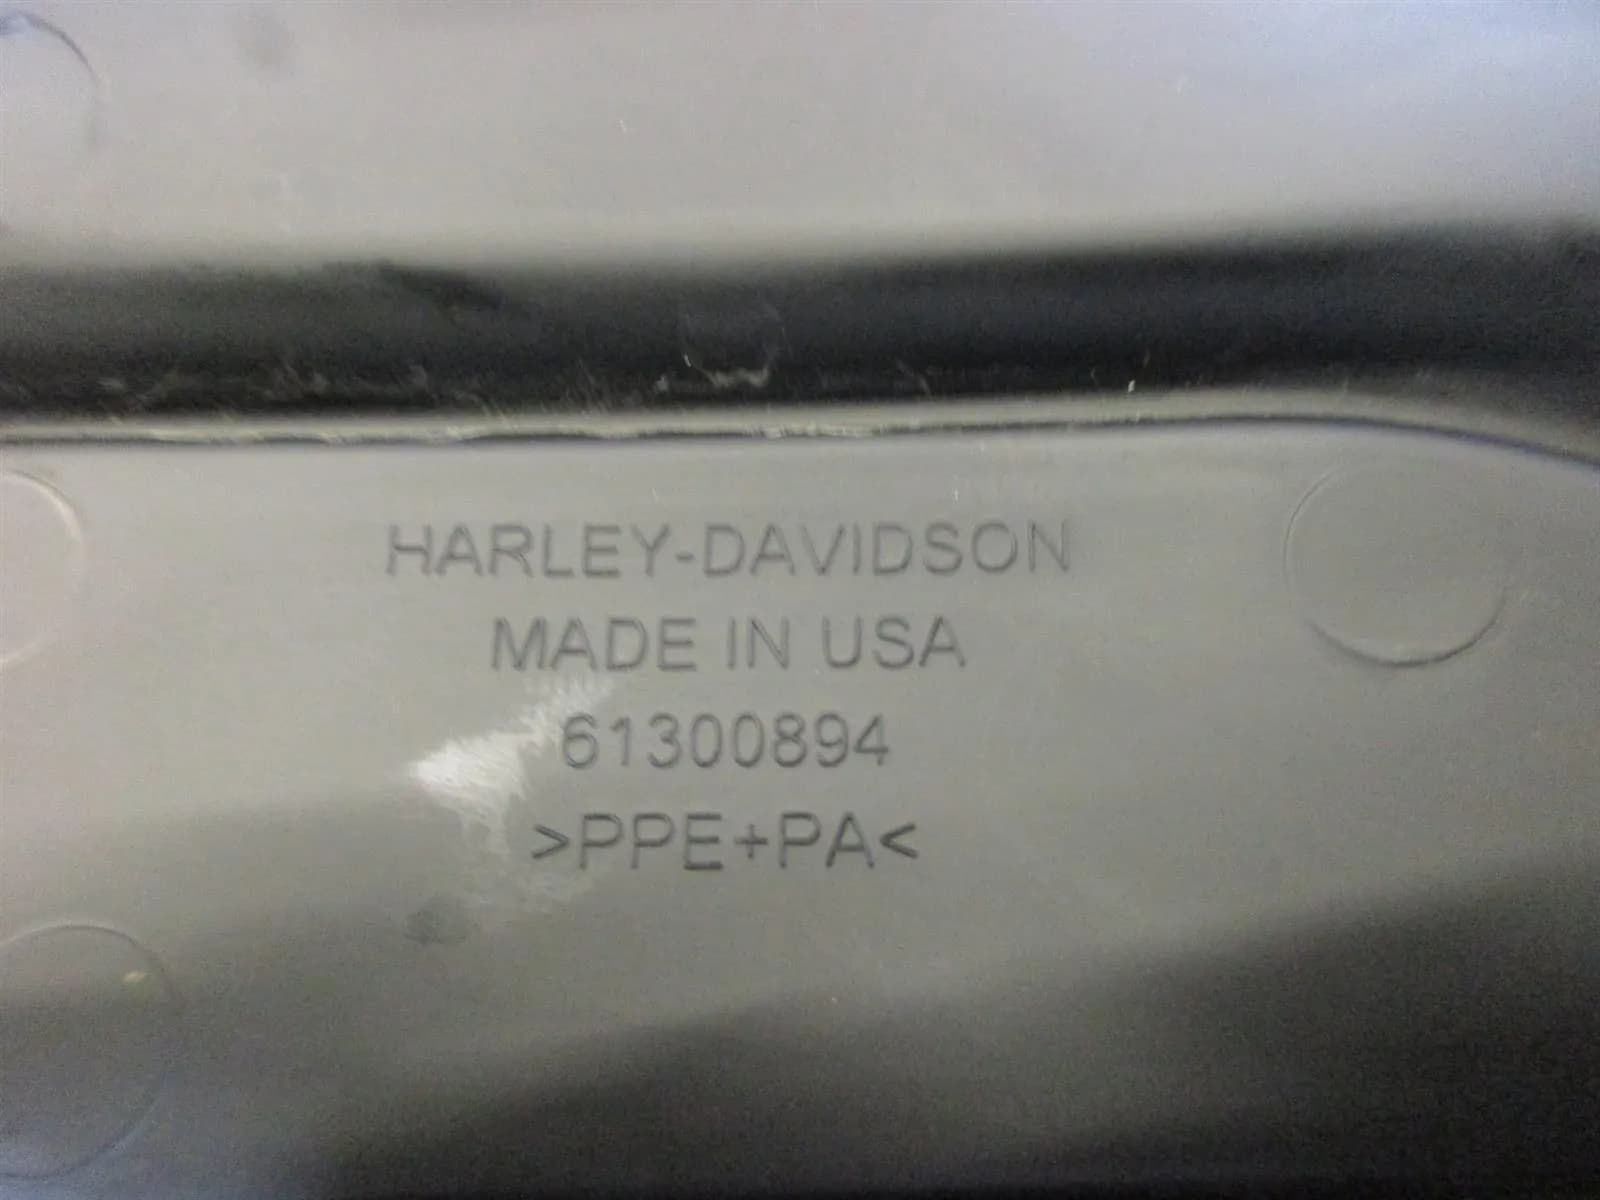 HARLEY-DAVIDSON
MADE IN USA
61300894
>PPE+PA<